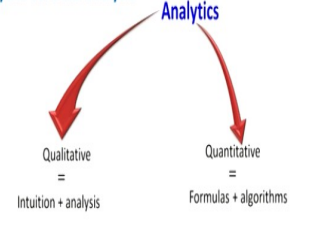 Analytics
Qualitative
=
Intuition + analysis
Quantitative
=
Formulas + algorithms